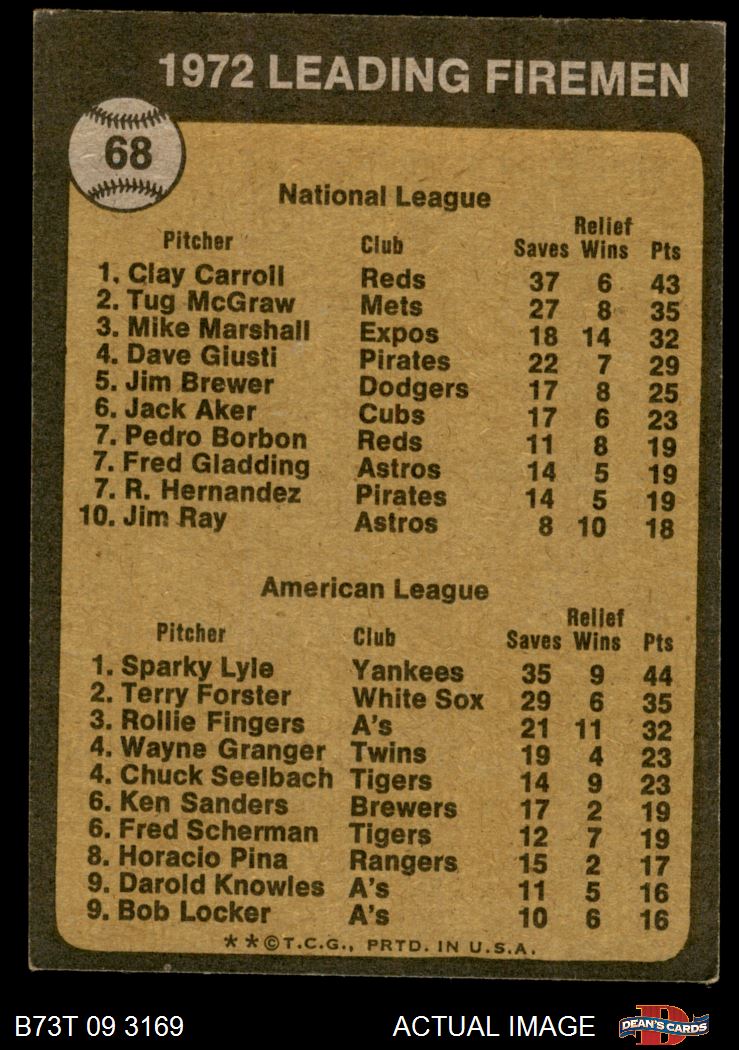 1972 LEADING FIREMEN
68
National League
Pitcher Club Saves Relief Wins Pts
1. Clay Carroll Reds 37 6 43
2. Tug McGraw Mets 27 8 35
3. Mike Marshall Expos 18 14 32
4. Dave Giusti Pirates 22 7 29
5. Jim Brewer Dodgers 17 8 25
6. Jack Aker Cubs 17 6 23
7. Pedro Borbon Reds 11 8 19
7. Fred Gladding Astros 14 5 19
7. R. Hernandez Pirates 14 5 19
10. Jim Ray Astros 8 10 18
American League
Pitcher Club Saves Relief Wins Pts
1. Sparky Lyle Yankees 35 9 44
2. Terry Forster White Sox 29 6 35
3. Rollie Fingers A's 21 11 32
4. Wayne Granger Twins 19 4 23
4. Chuck Seelbach Tigers 14 9 23
6. Ken Sanders Brewers 17 2 19
6. Fred Scherman Tigers 12 7 19
8. Horacio Pina Rangers 15 2 17
9. Darold Knowles A's 11 5 16
9. Bob Locker A's 10 6 16
**©T.C.G., PRTD. IN U.S.A.
B73T 09 3169 ACTUAL IMAGE D DEAN'S CARDS